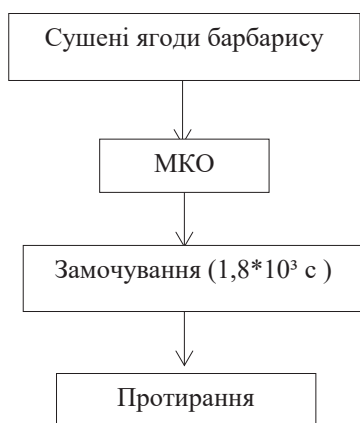 Сушені ягоди барбарису
МКО
Замочування (1,8*10³ с )
Протирання